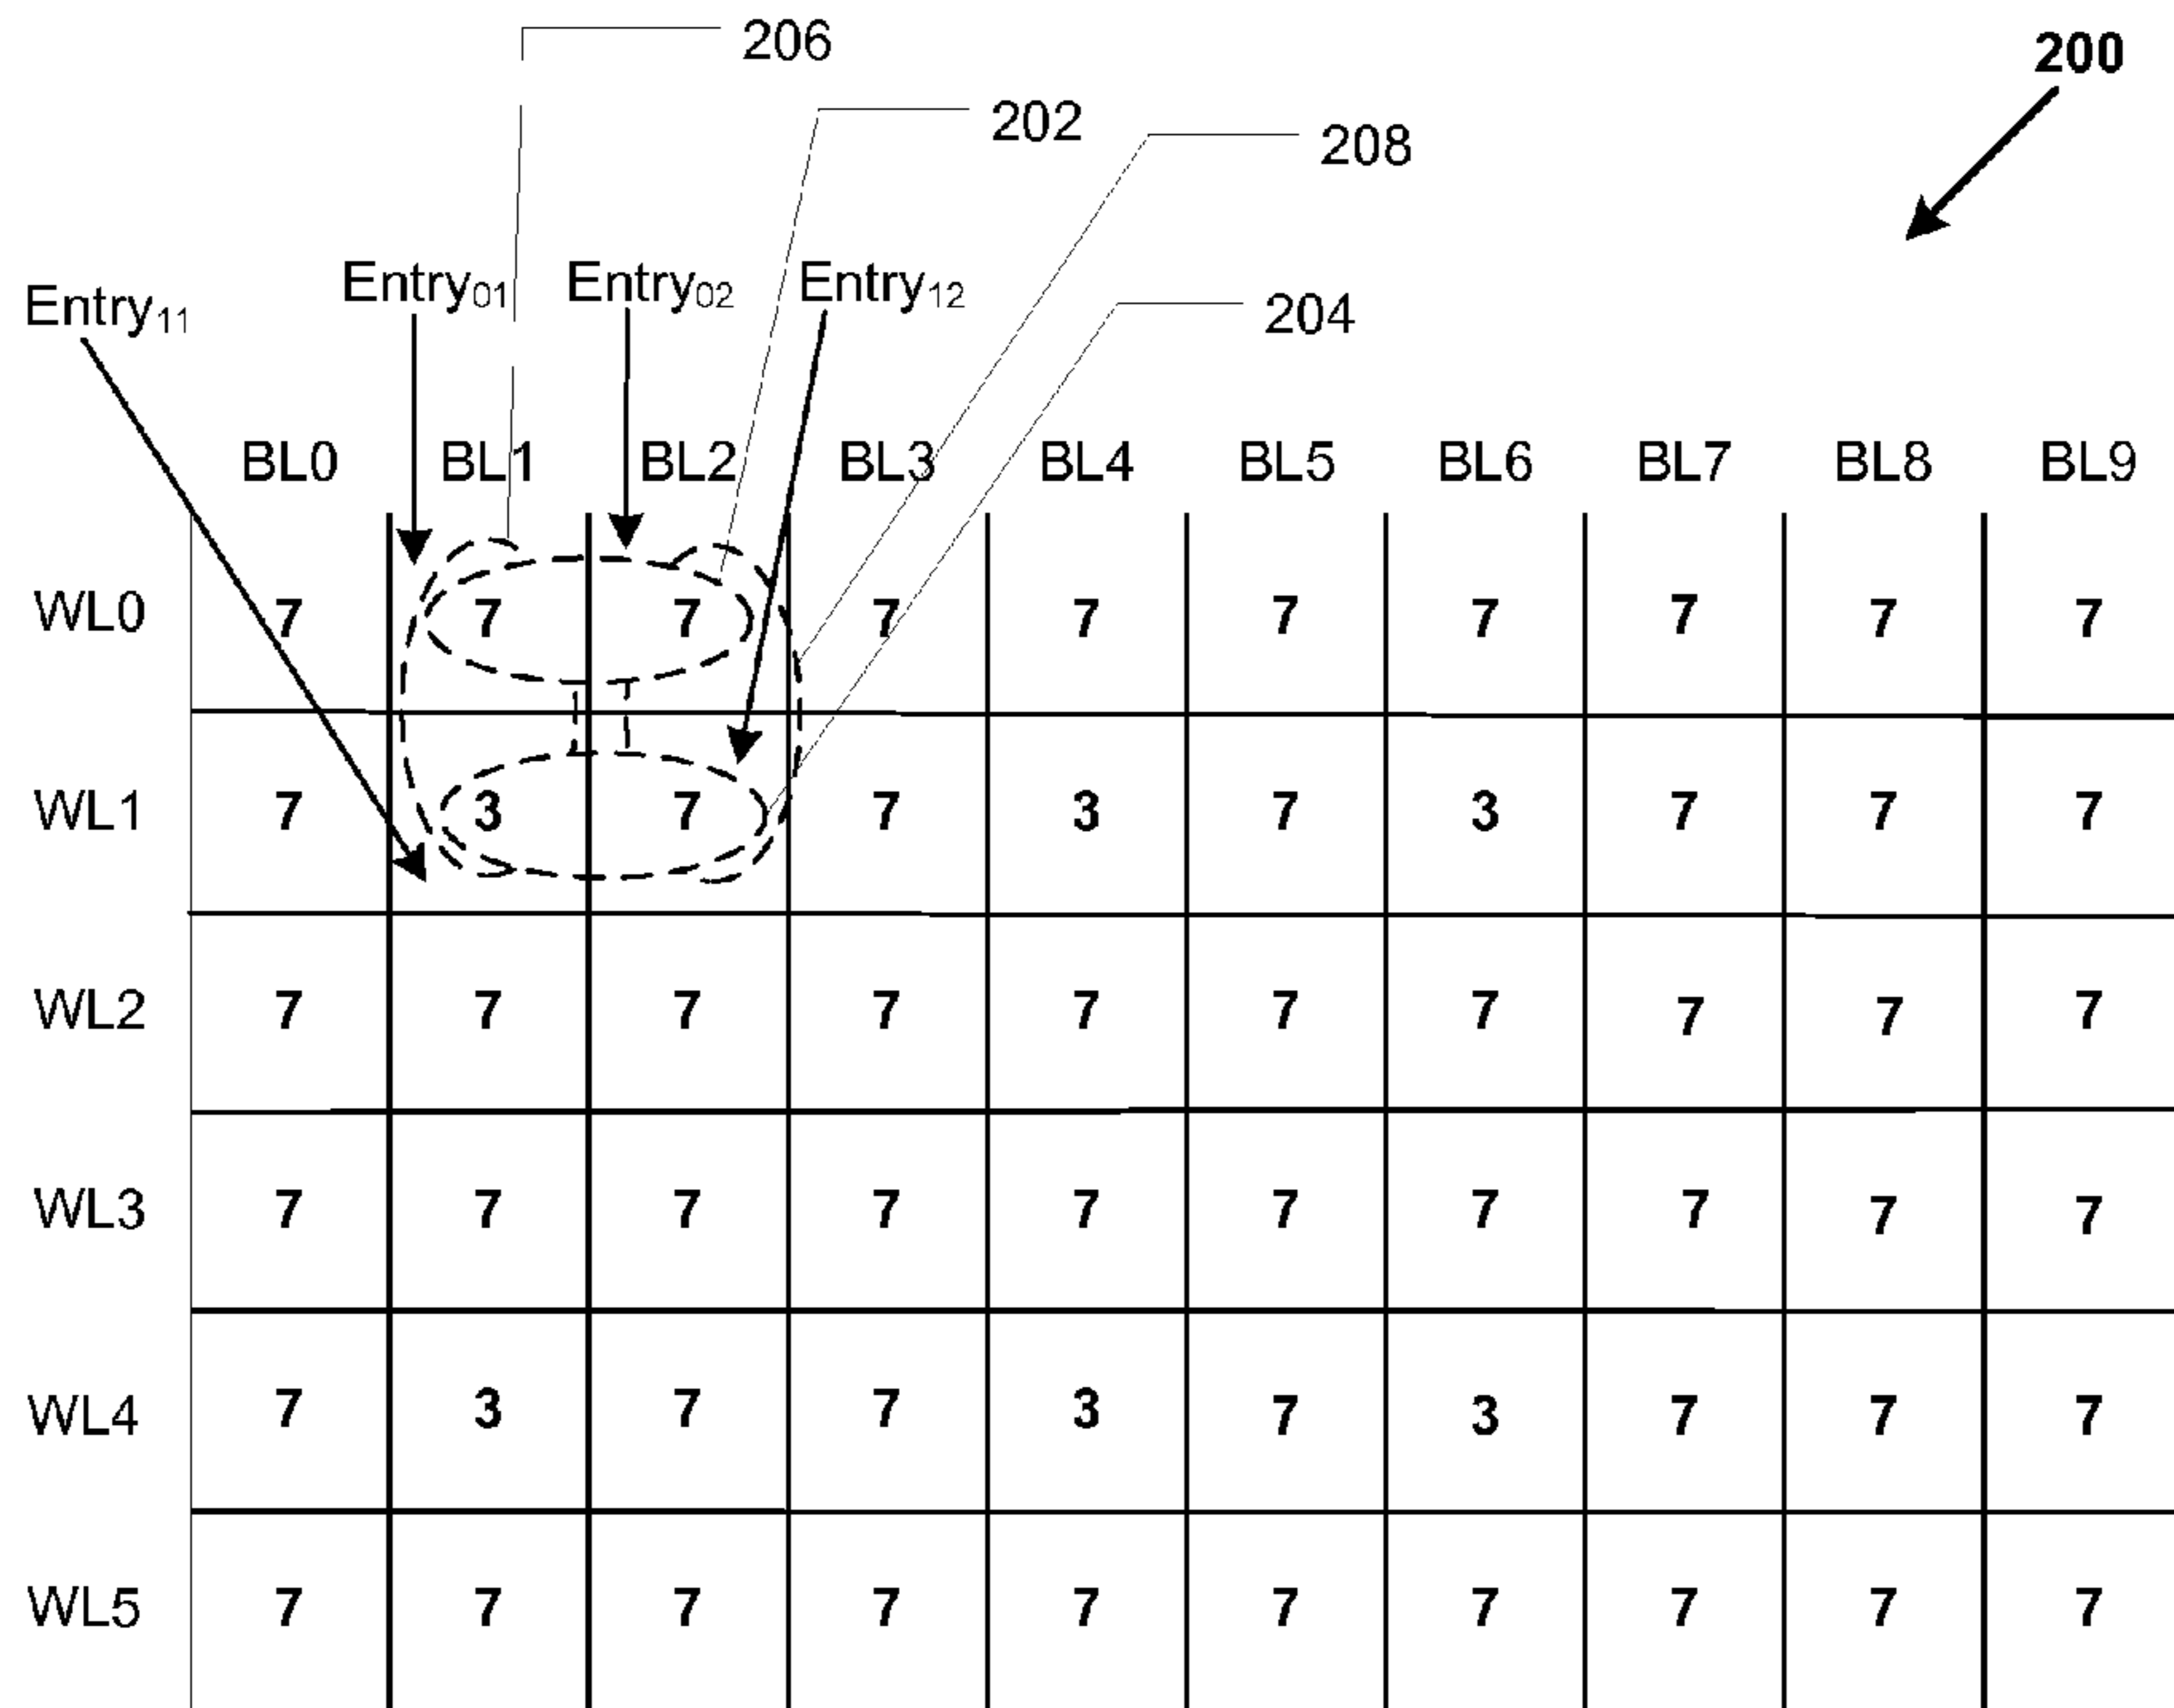 206
200
202
208
Entry11
Entry01
Entry02
Entry12
204
BL0 BL1 BL2 BL3 BL4 BL5 BL6 BL7 BL8 BL9
WL0 7 7 7 7 7 7 7 7 7 7
WL1 7 3 7 7 3 7 3 7 7 7
WL2 7 7 7 7 7 7 7 7 7 7
WL3 7 7 7 7 7 7 7 7 7 7
WL4 7 3 7 7 3 7 3 7 7 7
WL5 7 7 7 7 7 7 7 7 7 7